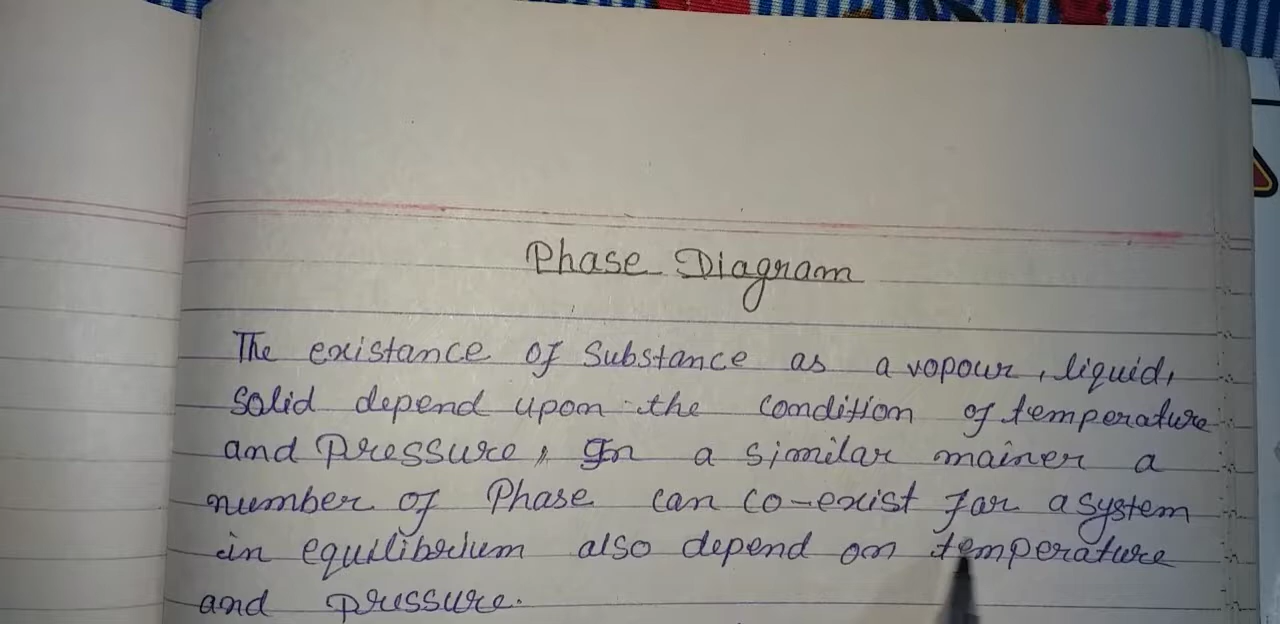 Phase Diagram
The existance of Substance as a vopour, liquid,
Solid depend upon the condition of temperature
and Pressure, In a similar mainer a
number of Phase can co-exist for a system
in equilibrium also depend on temperature
and pressure.